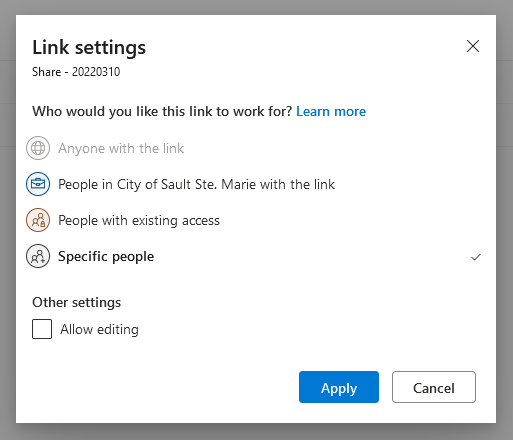 Link settings
Share - 20220310
Who would you like this link to work for? Learn more
Anyone with the link
People in City of Sault Ste. Marie with the link
People with existing access
Specific people
Other settings
Allow editing
Apply Cancel